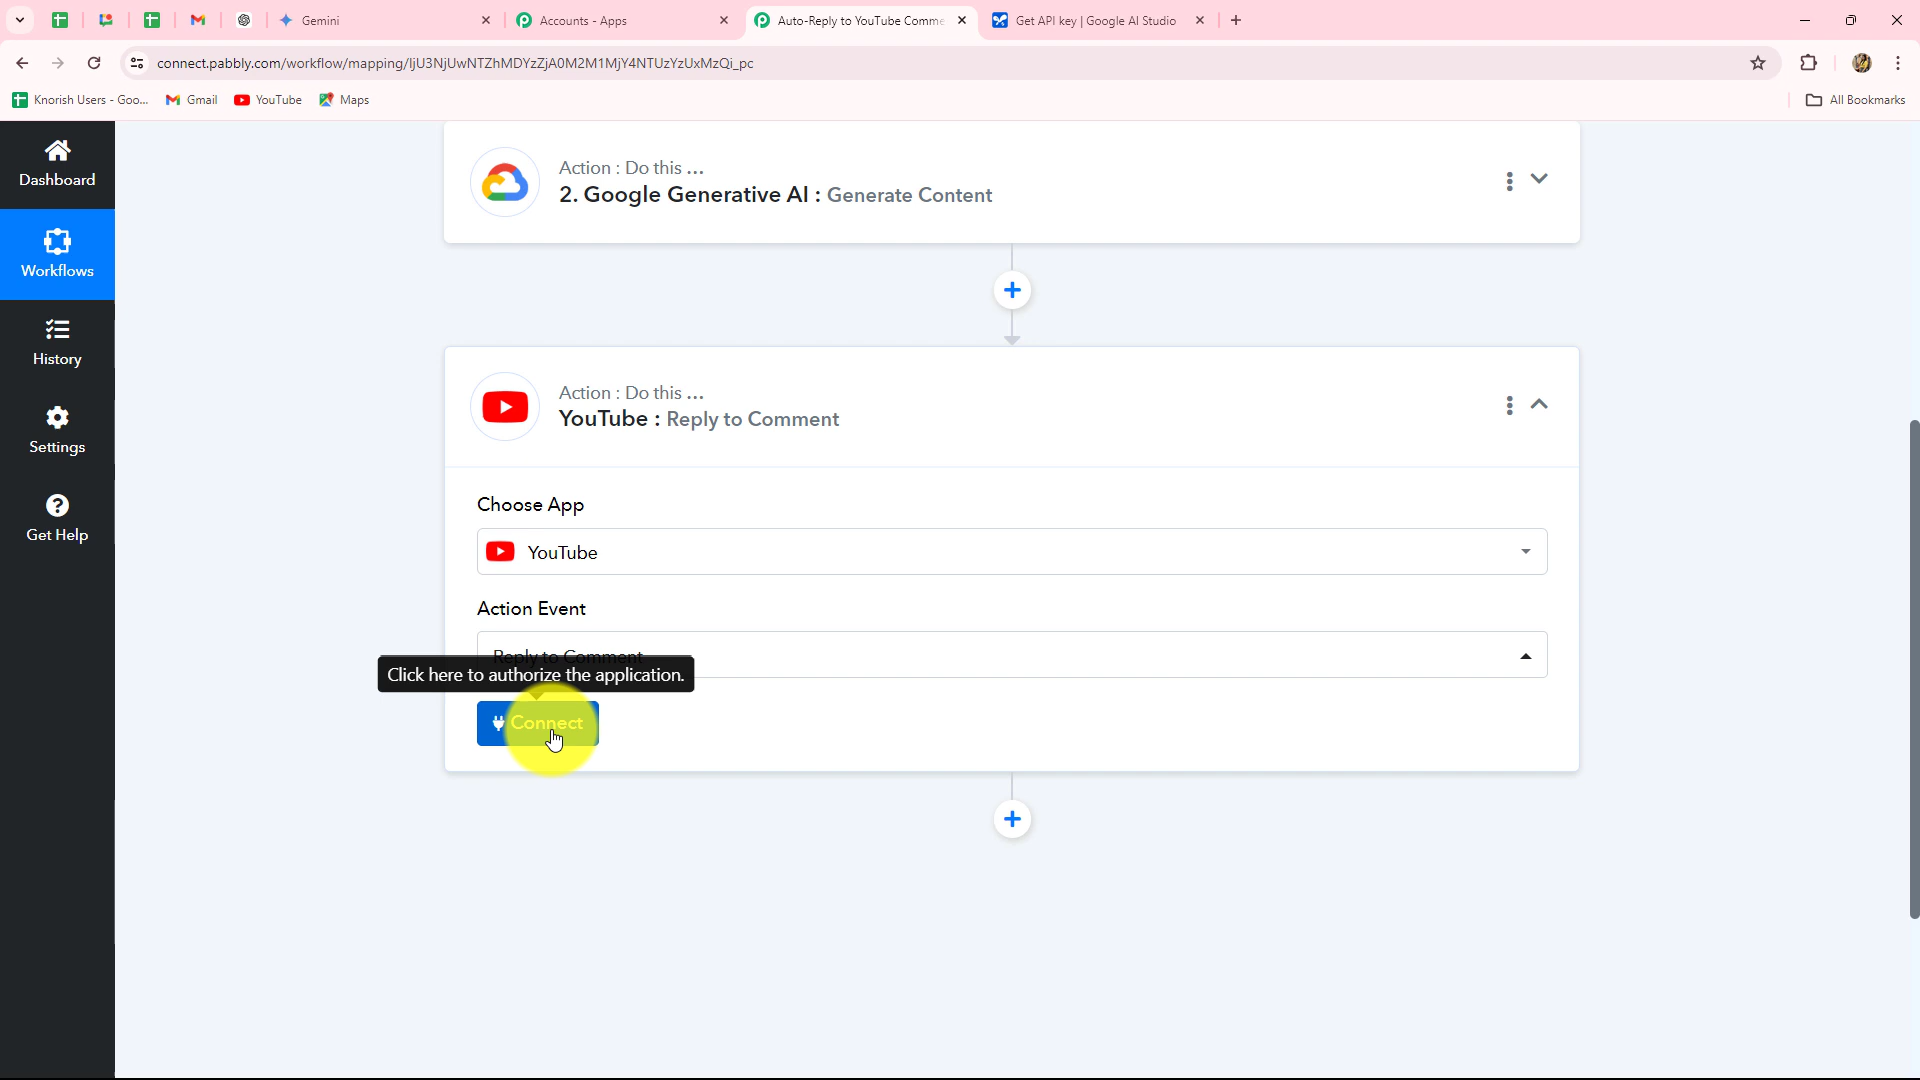 Gemini
Accounts - Apps
Auto-Reply to YouTube Comme
Get API key | Google AI Studio
connect.pabbly.com/workflow/mapping/IjU3NjUwNTZhMDYzZjA0M2M1MjY4NTUzYzUxMzQi_pc
Knorish Users - Goo...
Gmail
YouTube
Maps
All Bookmarks
Dashboard
Workflows
History
Settings
Get Help
Action : Do this ...
2. Google Generative AI : Generate Content
Action : Do this ...
YouTube : Reply to Comment
Choose App
YouTube
Action Event
Reply to Comment
Click here to authorize the application.
Connect